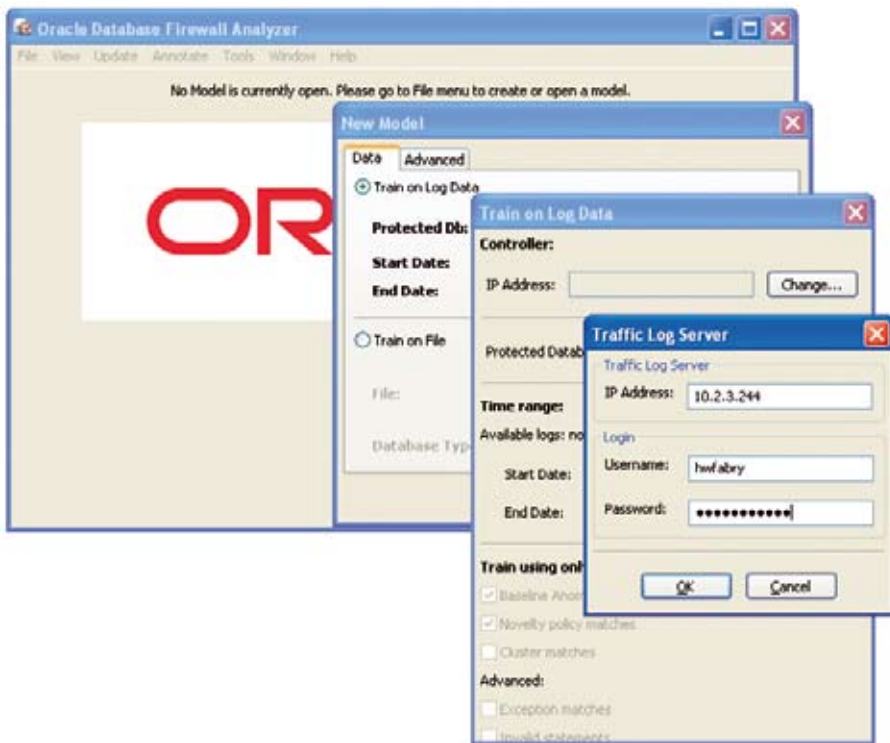 Oracle Database Firewall Analyzer
File View Update Annotate Tools Window Help
No Model is currently open. Please go to File menu to create or open a model.
OR
New Model
Data Advanced
Train on Log Data
Protected Db:
Start Date:
End Date:
Train on File
File:
Database Typ
Train on Log Data
Controller:
IP Address:
Change...
Protected Datab
Time range:
Available logs: no
Start Date:
End Date:
Train using onl
Baseline Anom
Novelty policy matches
Cluster matches
Advanced:
Exception matches
Invalid statements
Traffic Log Server
Traffic Log Server
IP Address: 10.2.3.244
Login
Username: hwfabry
Password: ●●●●●●●●●●●
OK Cancel